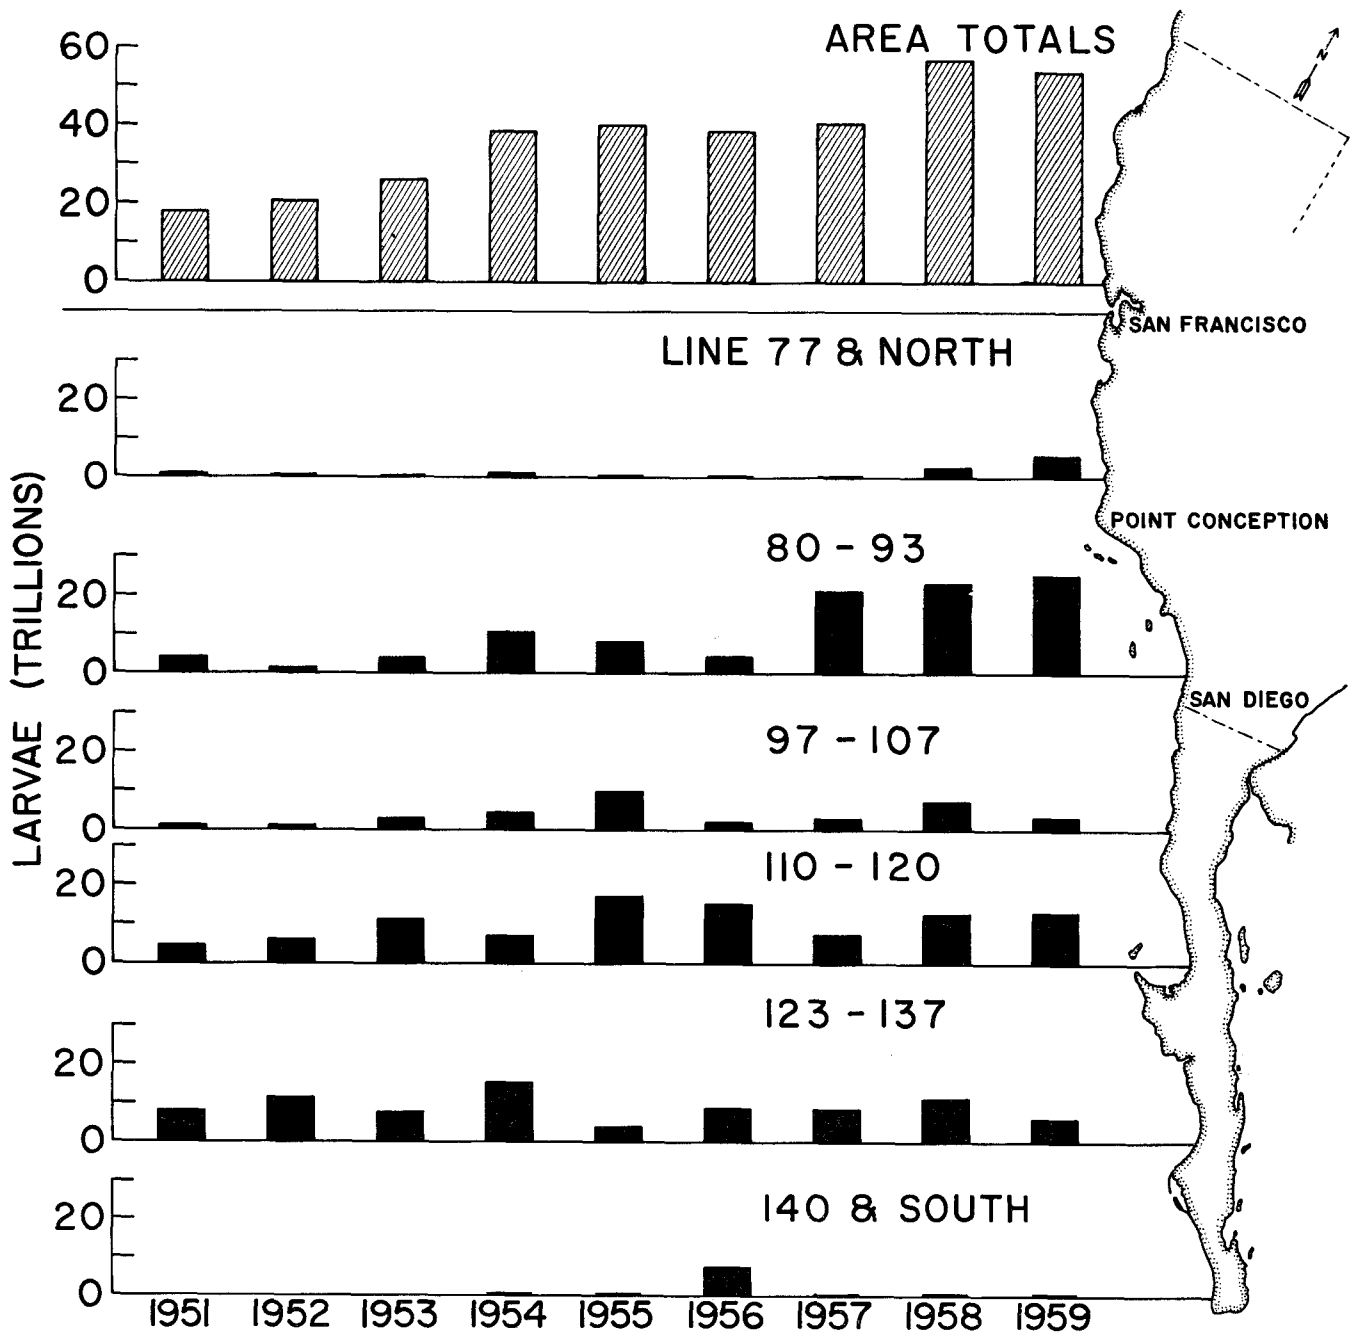 AREA TOTALS
60
40
20
0
N
SAN FRANCISCO
LINE 77 & NORTH
20
0
POINT CONCEPTION
80 - 93
20
0
SAN DIEGO
97 - 107
20
0
110 - 120
20
0
123 - 137
20
0
140 & SOUTH
20
0
LARVAE (TRILLIONS)
1951 1952 1953 1954 1955 1956 1957 1958 1959